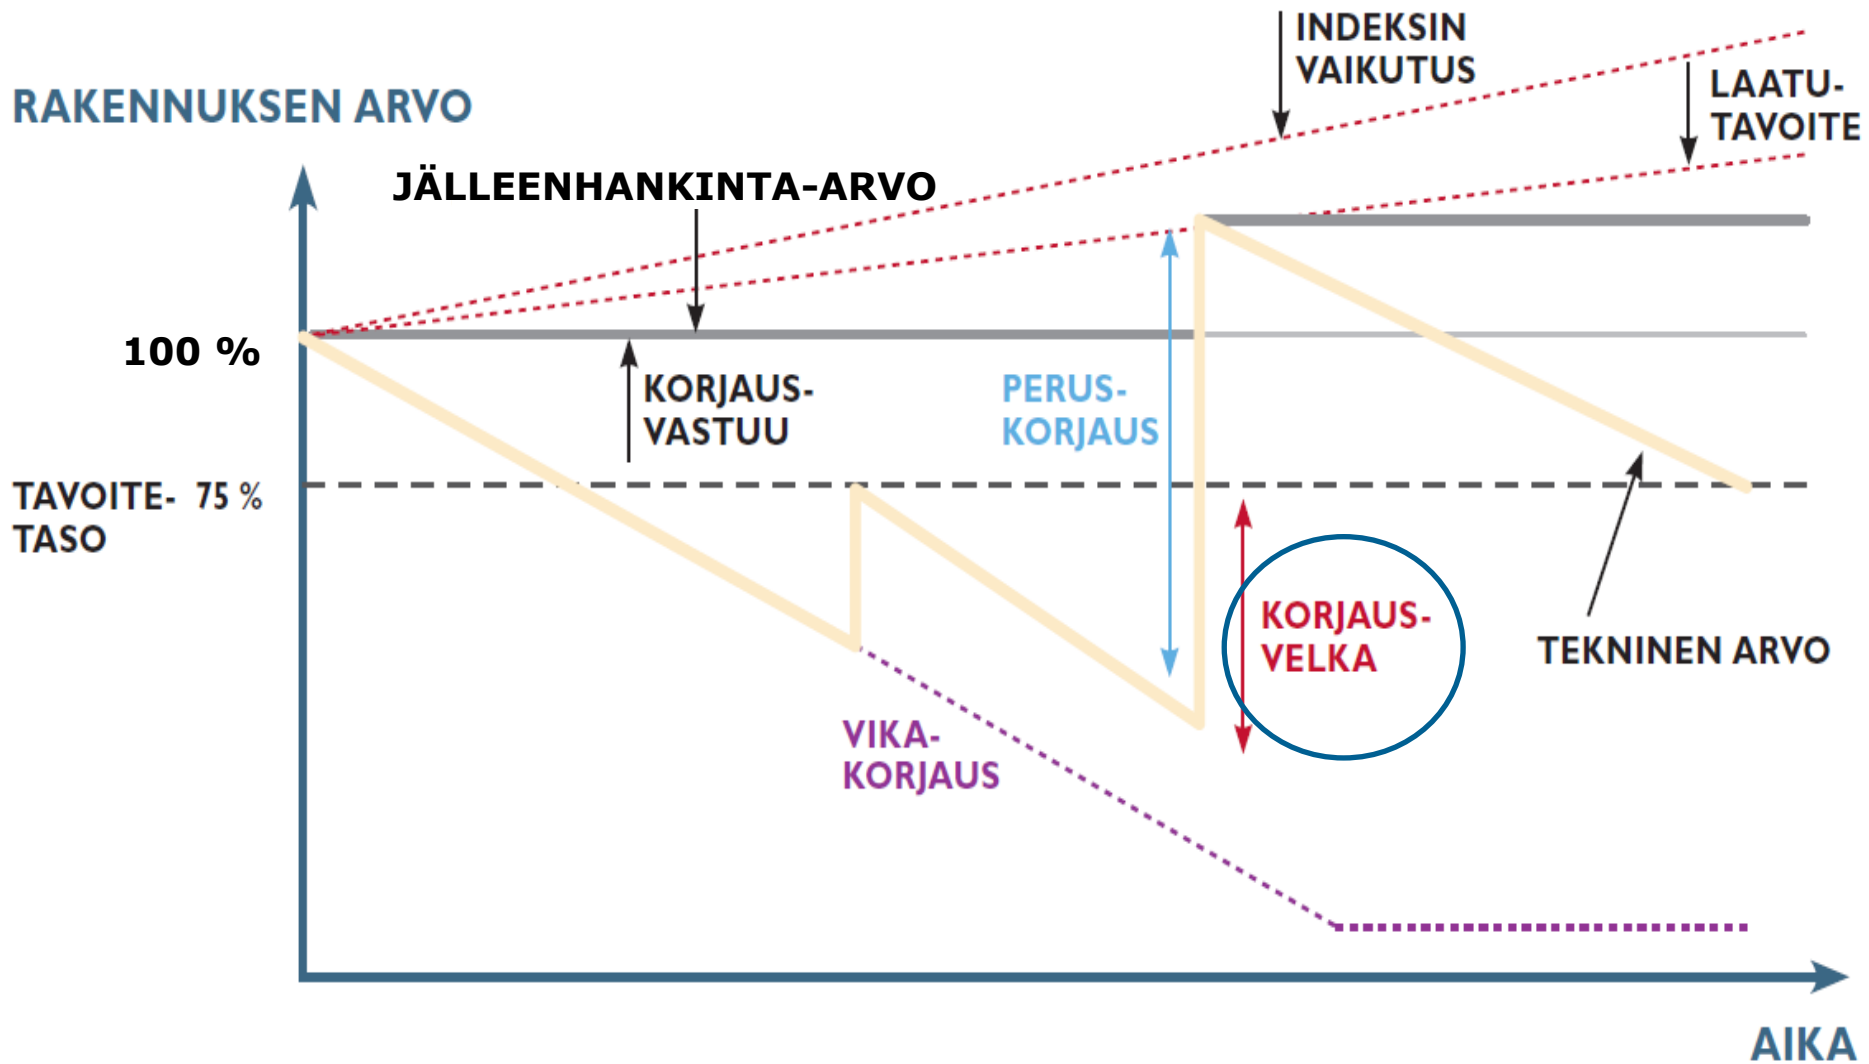 INDEKSIN
VAIKUTUS
LAATU-
TAVOITE
RAKENNUKSEN ARVO
JÄLLEENHANKINTA-ARVO
100 %
KORJAUS-
VASTUU
PERUS-
KORJAUS
TAVOITE- 75 %
TASO
KORJAUS-
VELKA
TEKNINEN ARVO
VIKA-
KORJAUS
AIKA